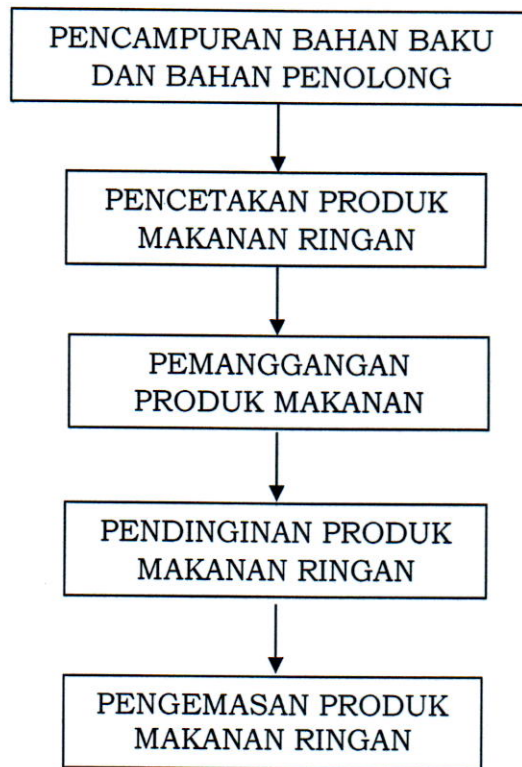 PENCAMPURAN BAHAN BAKU
DAN BAHAN PENOLONG
PENCETAKAN PRODUK
MAKANAN RINGAN
PEMANGGANGAN
PRODUK MAKANAN
PENDINGINAN PRODUK
MAKANAN RINGAN
PENGEMASAN PRODUK
MAKANAN RINGAN